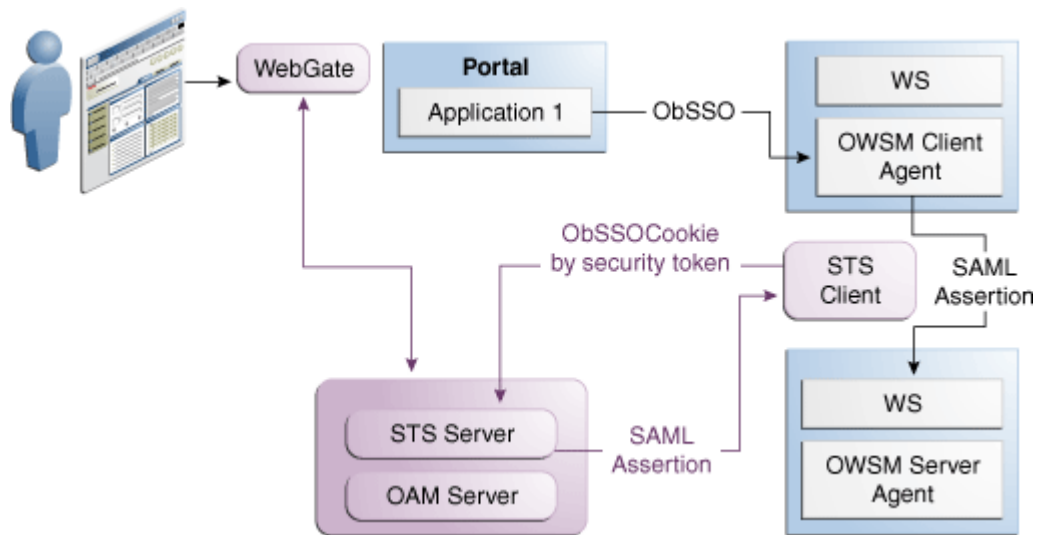 WebGate
Portal
Application 1
ObSSO
WS
OWSM Client
Agent
ObSSOCookie
by security token
STS
Client
SAML
Assertion
STS Server
OAM Server
SAML
Assertion
WS
OWSM Server
Agent